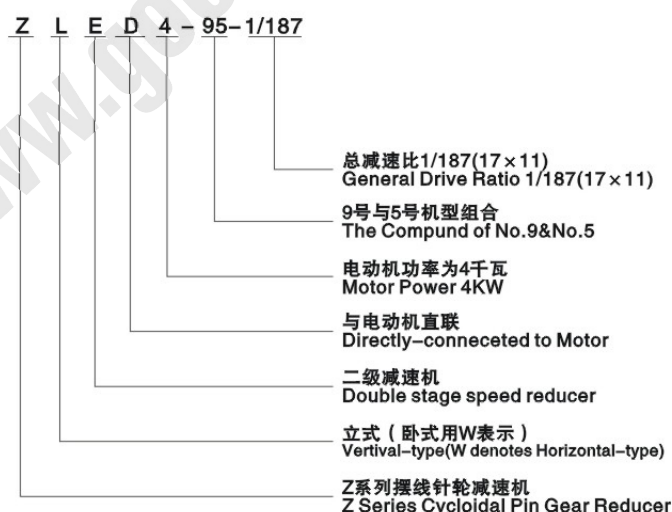 Z L E D 4 - 95-1/187
总减速比1/187(17×11)
General Drive Ratio 1/187(17×11)
9号与5号机型组合
The Compund of No.9&No.5
电动机功率为4千瓦
Motor Power 4KW
与电动机直联
Directly-conneceted to Motor
二级减速机
Double stage speed reducer
立式（卧式用W表示）
Vertival-type(W denotes Horizontal-type)
Z系列摆线针轮减速机
Z Series Cycloidal Pin Gear Reducer